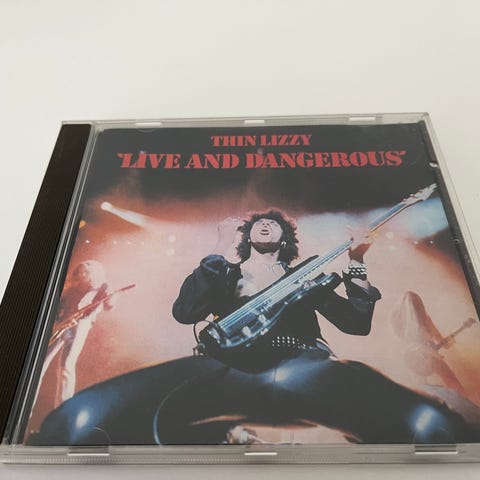 THIN LIZZY
'LIVE AND DANGEROUS'